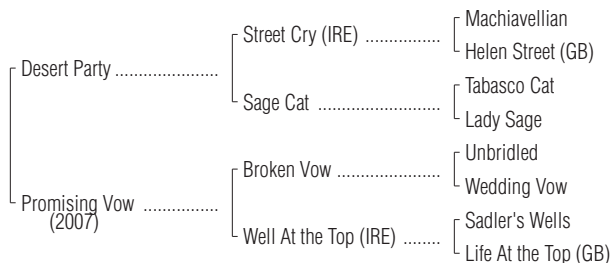 Machiavellian
Street Cry (IRE) ..................
Helen Street (GB)
Desert Party ........................
Tabasco Cat
Sage Cat ............................
Lady Sage
Unbridled
Broken Vow ........................
Wedding Vow
Promising Vow .................
(2007)
Sadler's Wells
Well At the Top (IRE) ........
Life At the Top (GB)